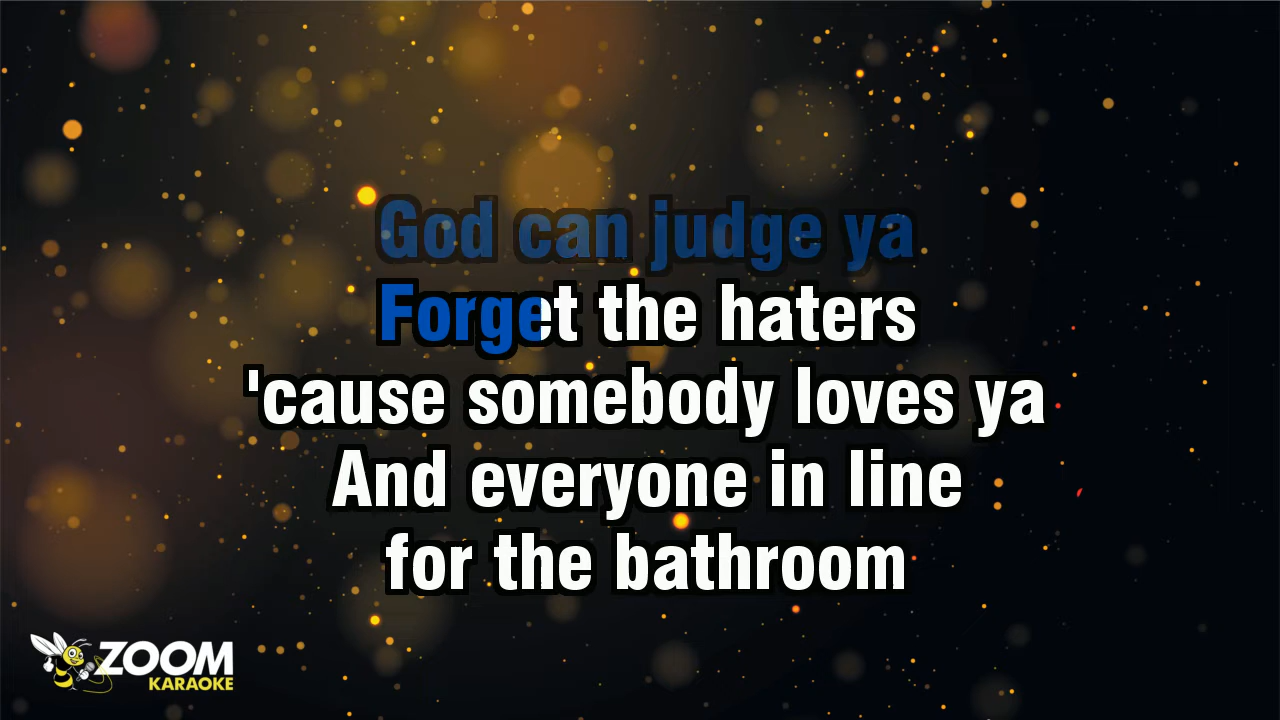 God can judge ya
Forget the haters
'cause somebody loves ya
And everyone in line
for the bathroom
ZOOM
KARAOKE